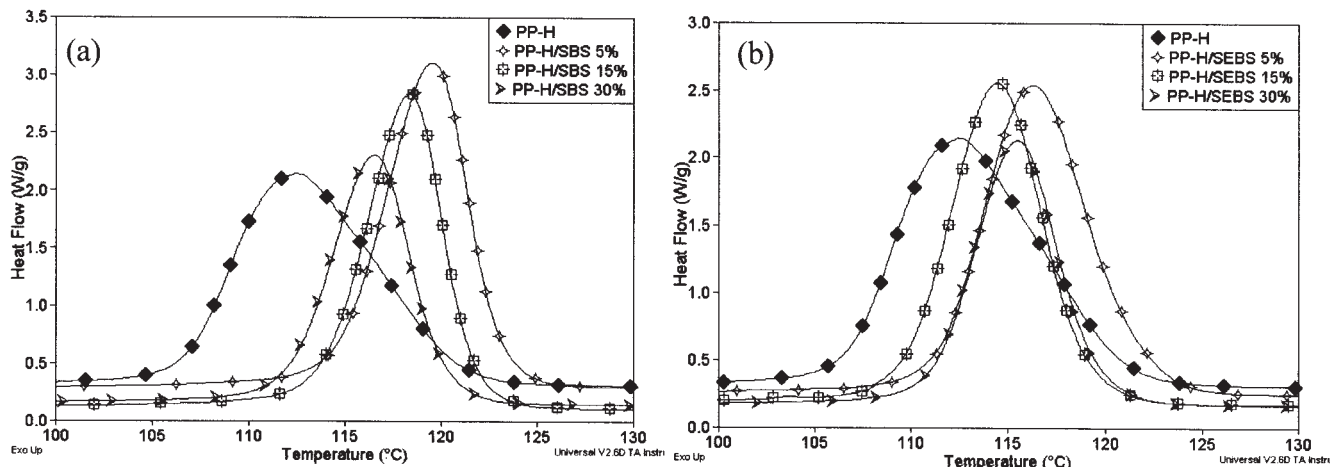 (a)
PP-H
PP-H/SBS 5%
PP-H/SBS 15%
PP-H/SBS 30%
Heat Flow (W/g)
3.5
3.0
2.5
2.0
1.5
1.0
0.5
0.0
100 105 110 115 120 125 130
Exo Up Temperature (°C) Universal V2.6D TA Instru
(b)
PP-H
PP-H/SEBS 5%
PP-H/SEBS 15%
PP-H/SEBS 30%
Heat Flow (W/g)
3.0
2.5
2.0
1.5
1.0
0.5
0.0
100 105 110 115 120 125 130
Exo Up Temperature (°C) Universal V2.6D TA Instru